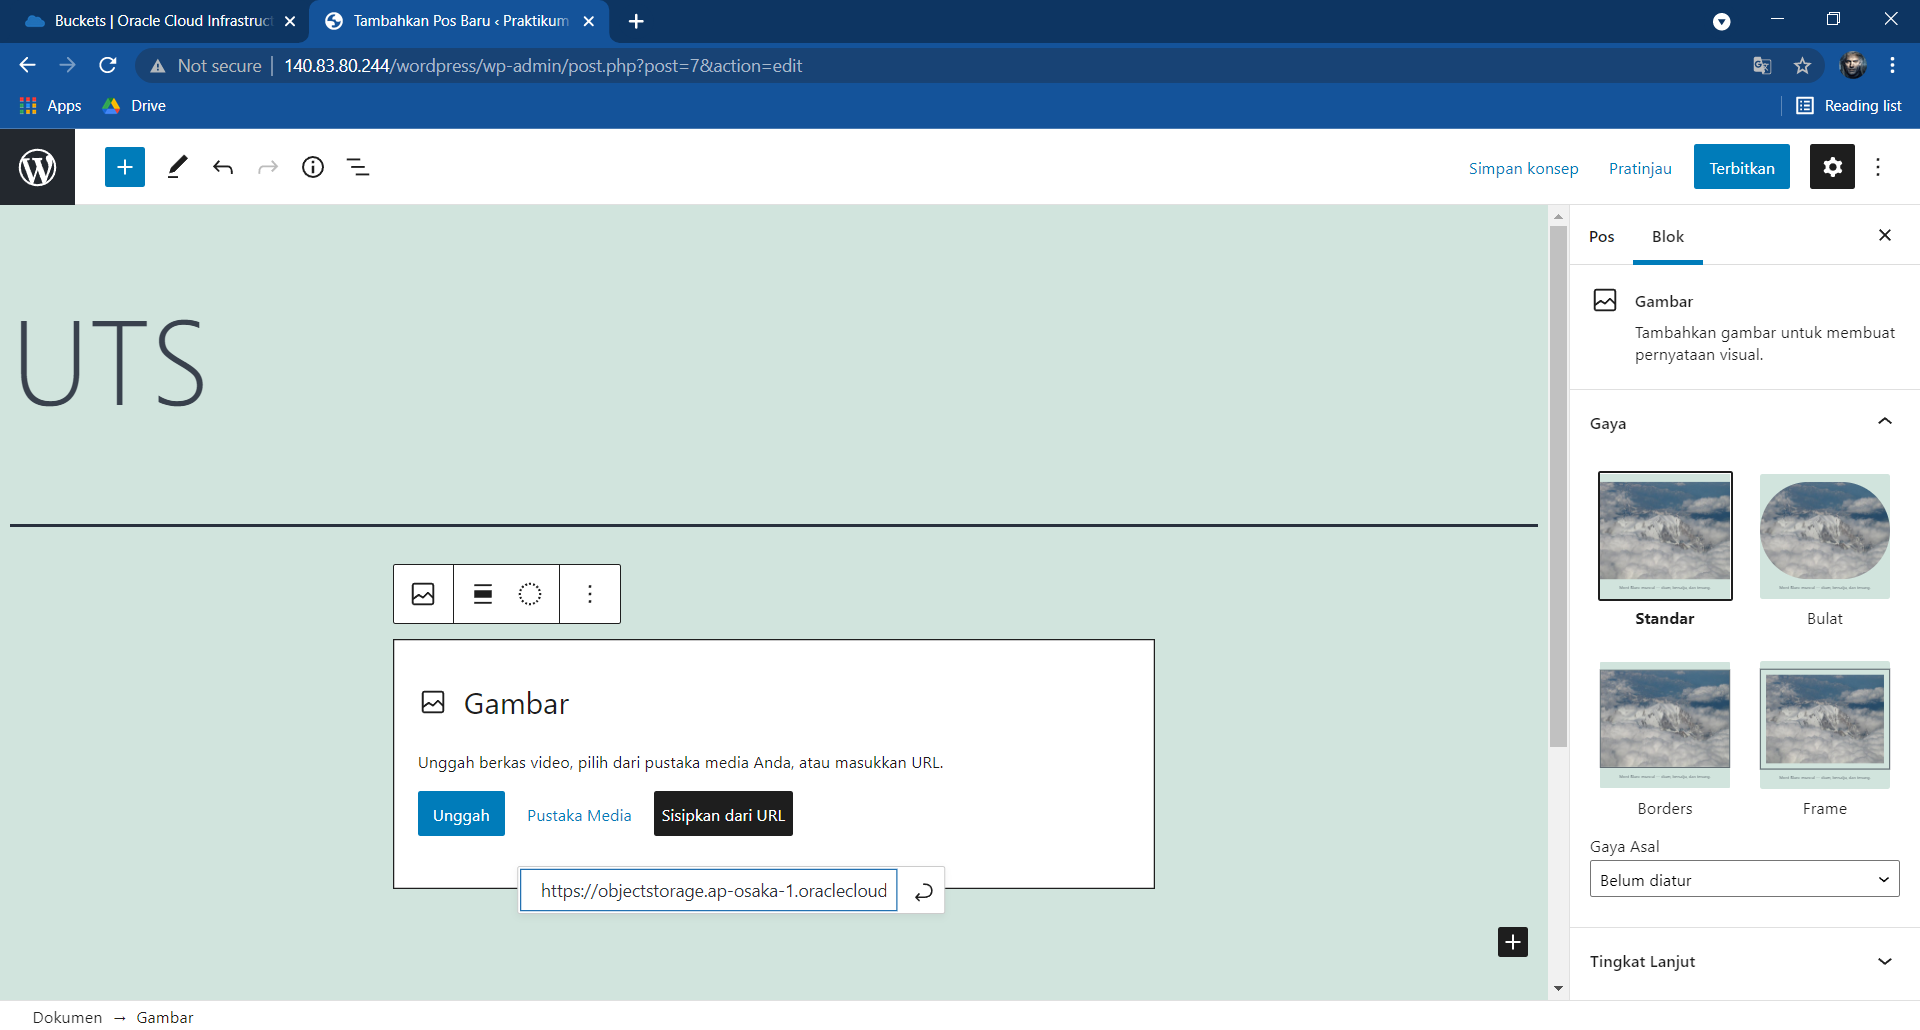 Buckets | Oracle Cloud Infrastruct
Tambahkan Pos Baru ‹ Praktikum
Not secure
140.83.80.244/wordpress/wp-admin/post.php?post=7&action=edit
Apps
Drive
Reading list
Simpan konsep
Pratinjau
Terbitkan
UTS
Gambar
Unggah berkas video, pilih dari pustaka media Anda, atau masukkan URL.
Unggah
Pustaka Media
Sisipkan dari URL
https://objectstorage.ap-osaka-1.oraclecloud
Pos
Blok
Gambar
Tambahkan gambar untuk membuat
pernyataan visual.
Gaya
Standar
Bulat
Borders
Frame
Gaya Asal
Belum diatur
Tingkat Lanjut
Dokumen → Gambar